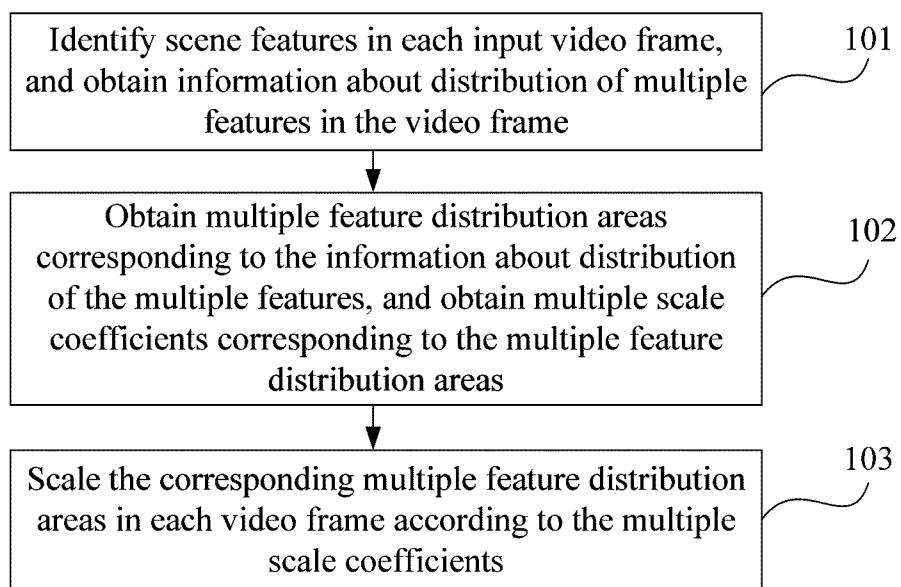 Identify scene features in each input video frame,
and obtain information about distribution of multiple
features in the video frame
101
Obtain multiple feature distribution areas
corresponding to the information about distribution
of the multiple features, and obtain multiple scale
coefficients corresponding to the multiple feature
distribution areas
102
Scale the corresponding multiple feature distribution
areas in each video frame according to the multiple
scale coefficients
103